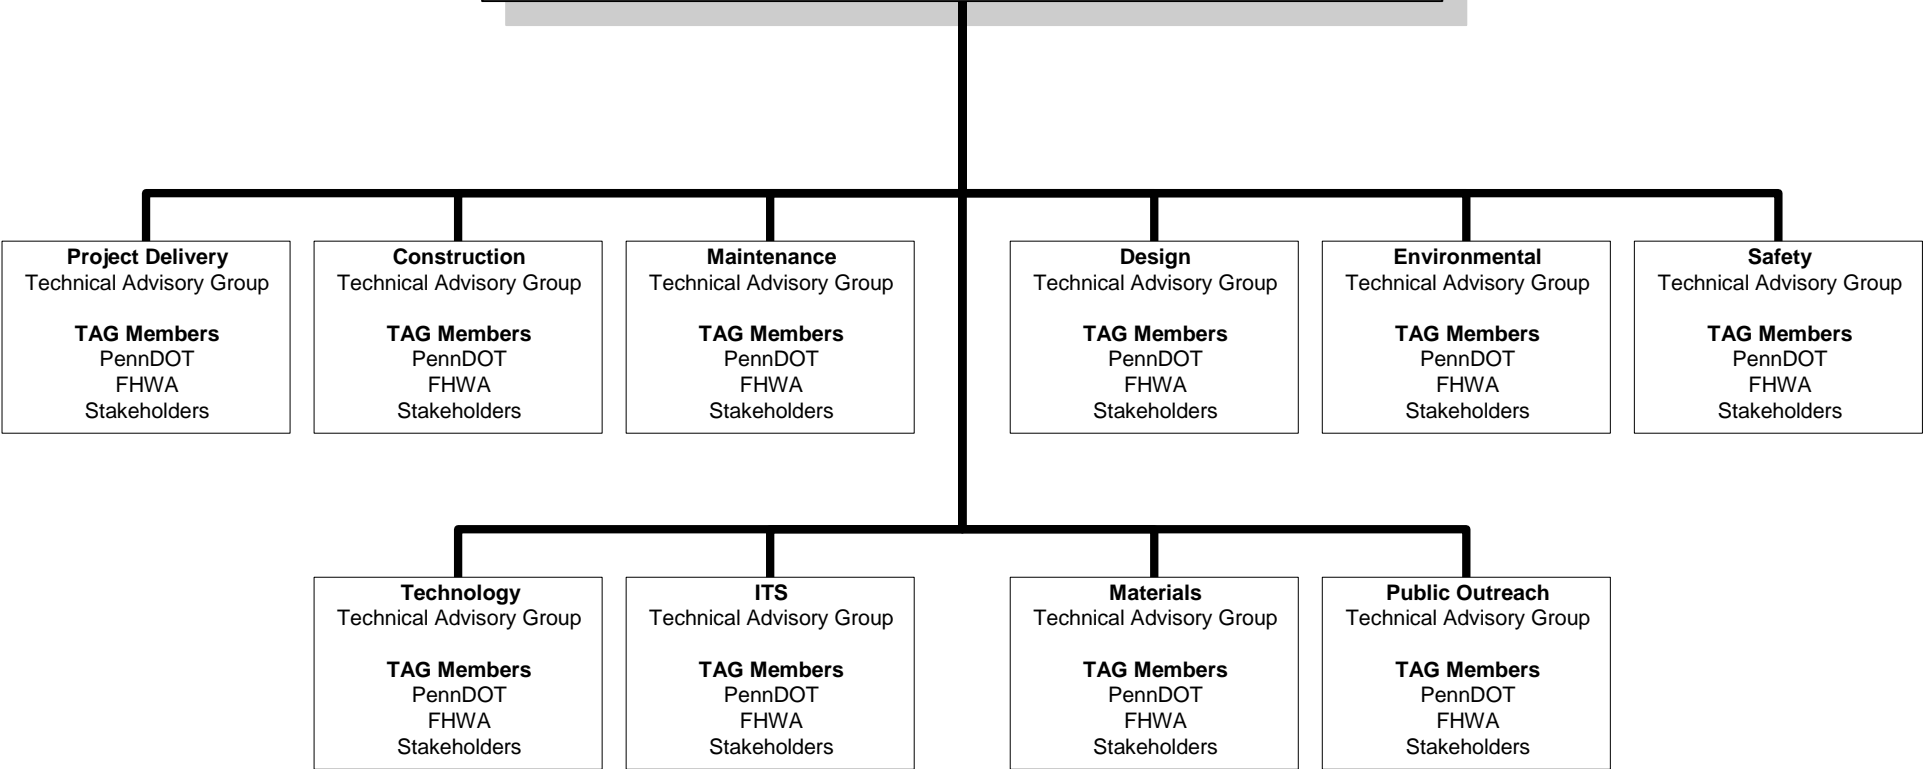 Project Delivery
Technical Advisory Group
TAG Members
PennDOT
FHWA
Stakeholders
Construction
Technical Advisory Group
TAG Members
PennDOT
FHWA
Stakeholders
Maintenance
Technical Advisory Group
TAG Members
PennDOT
FHWA
Stakeholders
Design
Technical Advisory Group
TAG Members
PennDOT
FHWA
Stakeholders
Environmental
Technical Advisory Group
TAG Members
PennDOT
FHWA
Stakeholders
Safety
Technical Advisory Group
TAG Members
PennDOT
FHWA
Stakeholders
Technology
Technical Advisory Group
TAG Members
PennDOT
FHWA
Stakeholders
ITS
Technical Advisory Group
TAG Members
PennDOT
FHWA
Stakeholders
Materials
Technical Advisory Group
TAG Members
PennDOT
FHWA
Stakeholders
Public Outreach
Technical Advisory Group
TAG Members
PennDOT
FHWA
Stakeholders